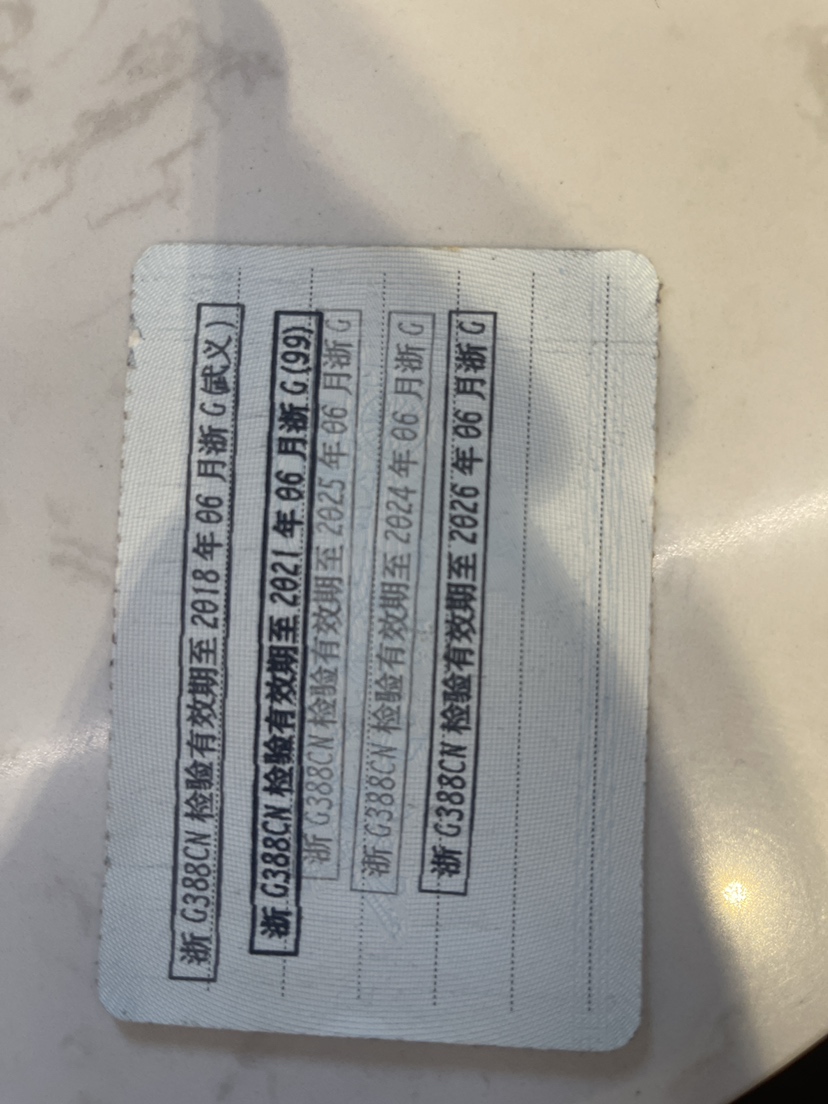 浙 G388CN 检验有效期至 2018 年 06 月浙 G(武义)
浙 G388CN 检验有效期至 2021 年 06 月浙 G(99)
浙 G388CN 检验有效期至 2025 年 06 月浙 G
浙 G388CN 检验有效期至 2024 年 06 月浙 G
浙 G388CN 检验有效期至 2026 年 06 月浙 G